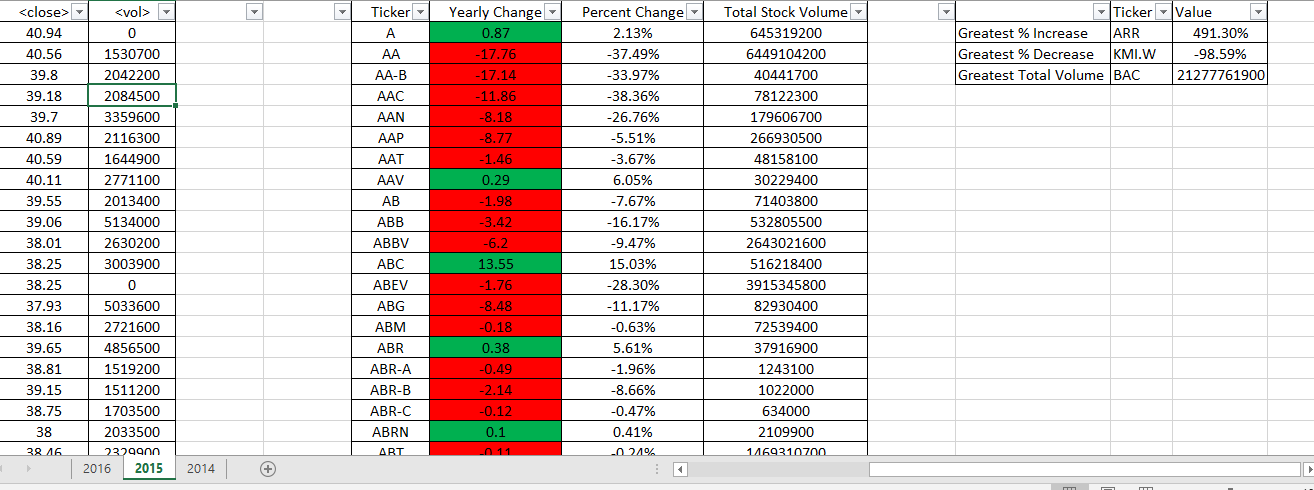 <close> <vol> Ticker Yearly Change Percent Change Total Stock Volume Ticker Value
40.94 0 A 0.87 2.13% 645319200 Greatest % Increase ARR 491.30%
40.56 1530700 AA -17.76 -37.49% 6449104200 Greatest % Decrease KMI.W -98.59%
39.8 2042200 AA-B -17.14 -33.97% 40441700 Greatest Total Volume BAC 21277761900
39.18 2084500 AAC -11.86 -38.36% 78122300
39.7 3359600 AAN -8.18 -26.76% 179606700
40.89 2116300 AAP -8.77 -5.51% 266930500
40.59 1644900 AAT -1.46 -3.67% 48158100
40.11 2771100 AAV 0.29 6.05% 30229400
39.55 2013400 AB -1.98 -7.67% 71403800
39.06 5134000 ABB -3.42 -16.17% 532805500
38.01 2630200 ABBV -6.2 -9.47% 2643021600
38.25 3003900 ABC 13.55 15.03% 516218400
38.25 0 ABEV -1.76 -28.30% 3915345800
37.93 5033600 ABG -8.48 -11.17% 82930400
38.16 2721600 ABM -0.18 -0.63% 72539400
39.65 4856500 ABR 0.38 5.61% 37916900
38.81 1519200 ABR-A -0.49 -1.96% 1243100
39.15 1511200 ABR-B -2.14 -8.66% 1022000
38.75 1703500 ABR-C -0.12 -0.47% 634000
38 2033500 ABRN 0.1 0.41% 2109900
38.46 2329900 ABT -0.11 -0.24% 1469310700
2016 2015 2014